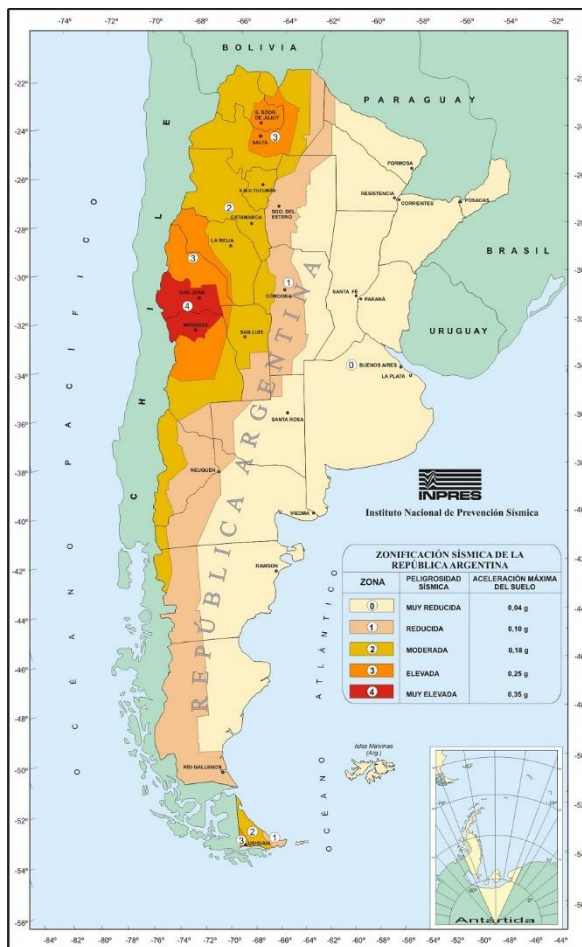 -74° -72° -70° -68° -66° -64° -62° -60° -58° -56° -54°
BOLIVIA
PARAGUAY
-22°
-24°
-26°
-28°
-30°
-32°
-34°
-36°
-38°
-40°
-42°
-44°
-46°
-48°
-50°
-52°
-54°
-56°
S. SDOR.
DE JUJUY
SALTA
3
FORMOSA
S.M.D.TUCUMÁN
RESISTENCIA
CORRIENTES
POSADAS
2
CATAMARCA
SGO. DEL
ESTERO
LA RIOJA
BRASIL
3
1
SAN JUAN
CÓRDOBA
SANTA FÉ
PARANÁ
4
MENDOZA
SAN LUIS
URUGUAY
0
BUENOS AIRES
LA PLATA
SANTA ROSA
NEUQUÉN
VIEDMA
RAWSON
RÍO GALLEGOS
CHILE
OCÉANO PACÍFICO
REPÚBLICA ARGENTINA
OCÉANO ATLÁNTICO
Islas Malvinas
(Arg.)
3
2
1
USHUAIA
INPRES
Instituto Nacional de Prevención Sísmica
ZONIFICACIÓN SÍSMICA DE LA
REPÚBLICA ARGENTINA
ZONA PELIGROSIDAD SÍSMICA ACELERACIÓN MÁXIMA DEL SUELO
0 MUY REDUCIDA 0,04 g
1 REDUCIDA 0,10 g
2 MODERADA 0,18 g
3 ELEVADA 0,25 g
4 MUY ELEVADA 0,35 g
Antártida
-84° -82° -80° -78° -76° -74° -72° -70° -68° -66° -64° -62° -60° -58° -56° -54° -52° -50° -48° -46° -44°